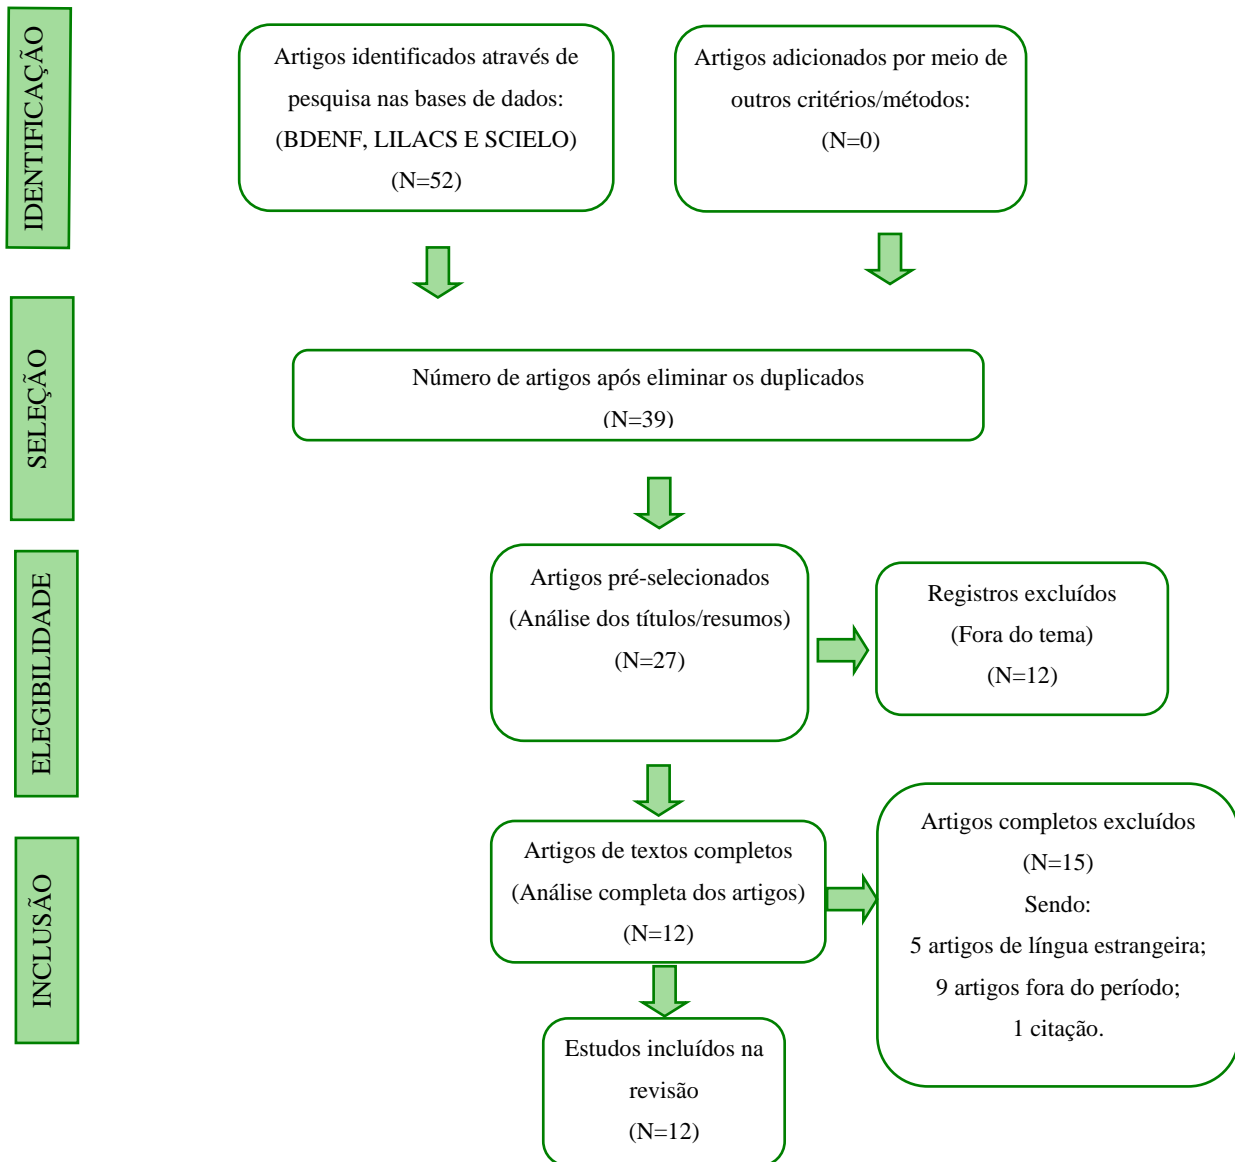 IDENTIFICAÇÃO
Artigos identificados através de
pesquisa nas bases de dados:
(BDENF, LILACS E SCIELO)
(N=52)
Artigos adicionados por meio de
outros critérios/métodos:
(N=0)
SELEÇÃO
Número de artigos após eliminar os duplicados
(N=39)
ELEGIBILIDADE
Artigos pré-selecionados
(Análise dos títulos/resumos)
(N=27)
Registros excluídos
(Fora do tema)
(N=12)
INCLUSÃO
Artigos de textos completos
(Análise completa dos artigos)
(N=12)
Artigos completos excluídos
(N=15)
Sendo:
5 artigos de língua estrangeira;
9 artigos fora do período;
1 citação.
Estudos incluídos na
revisão
(N=12)